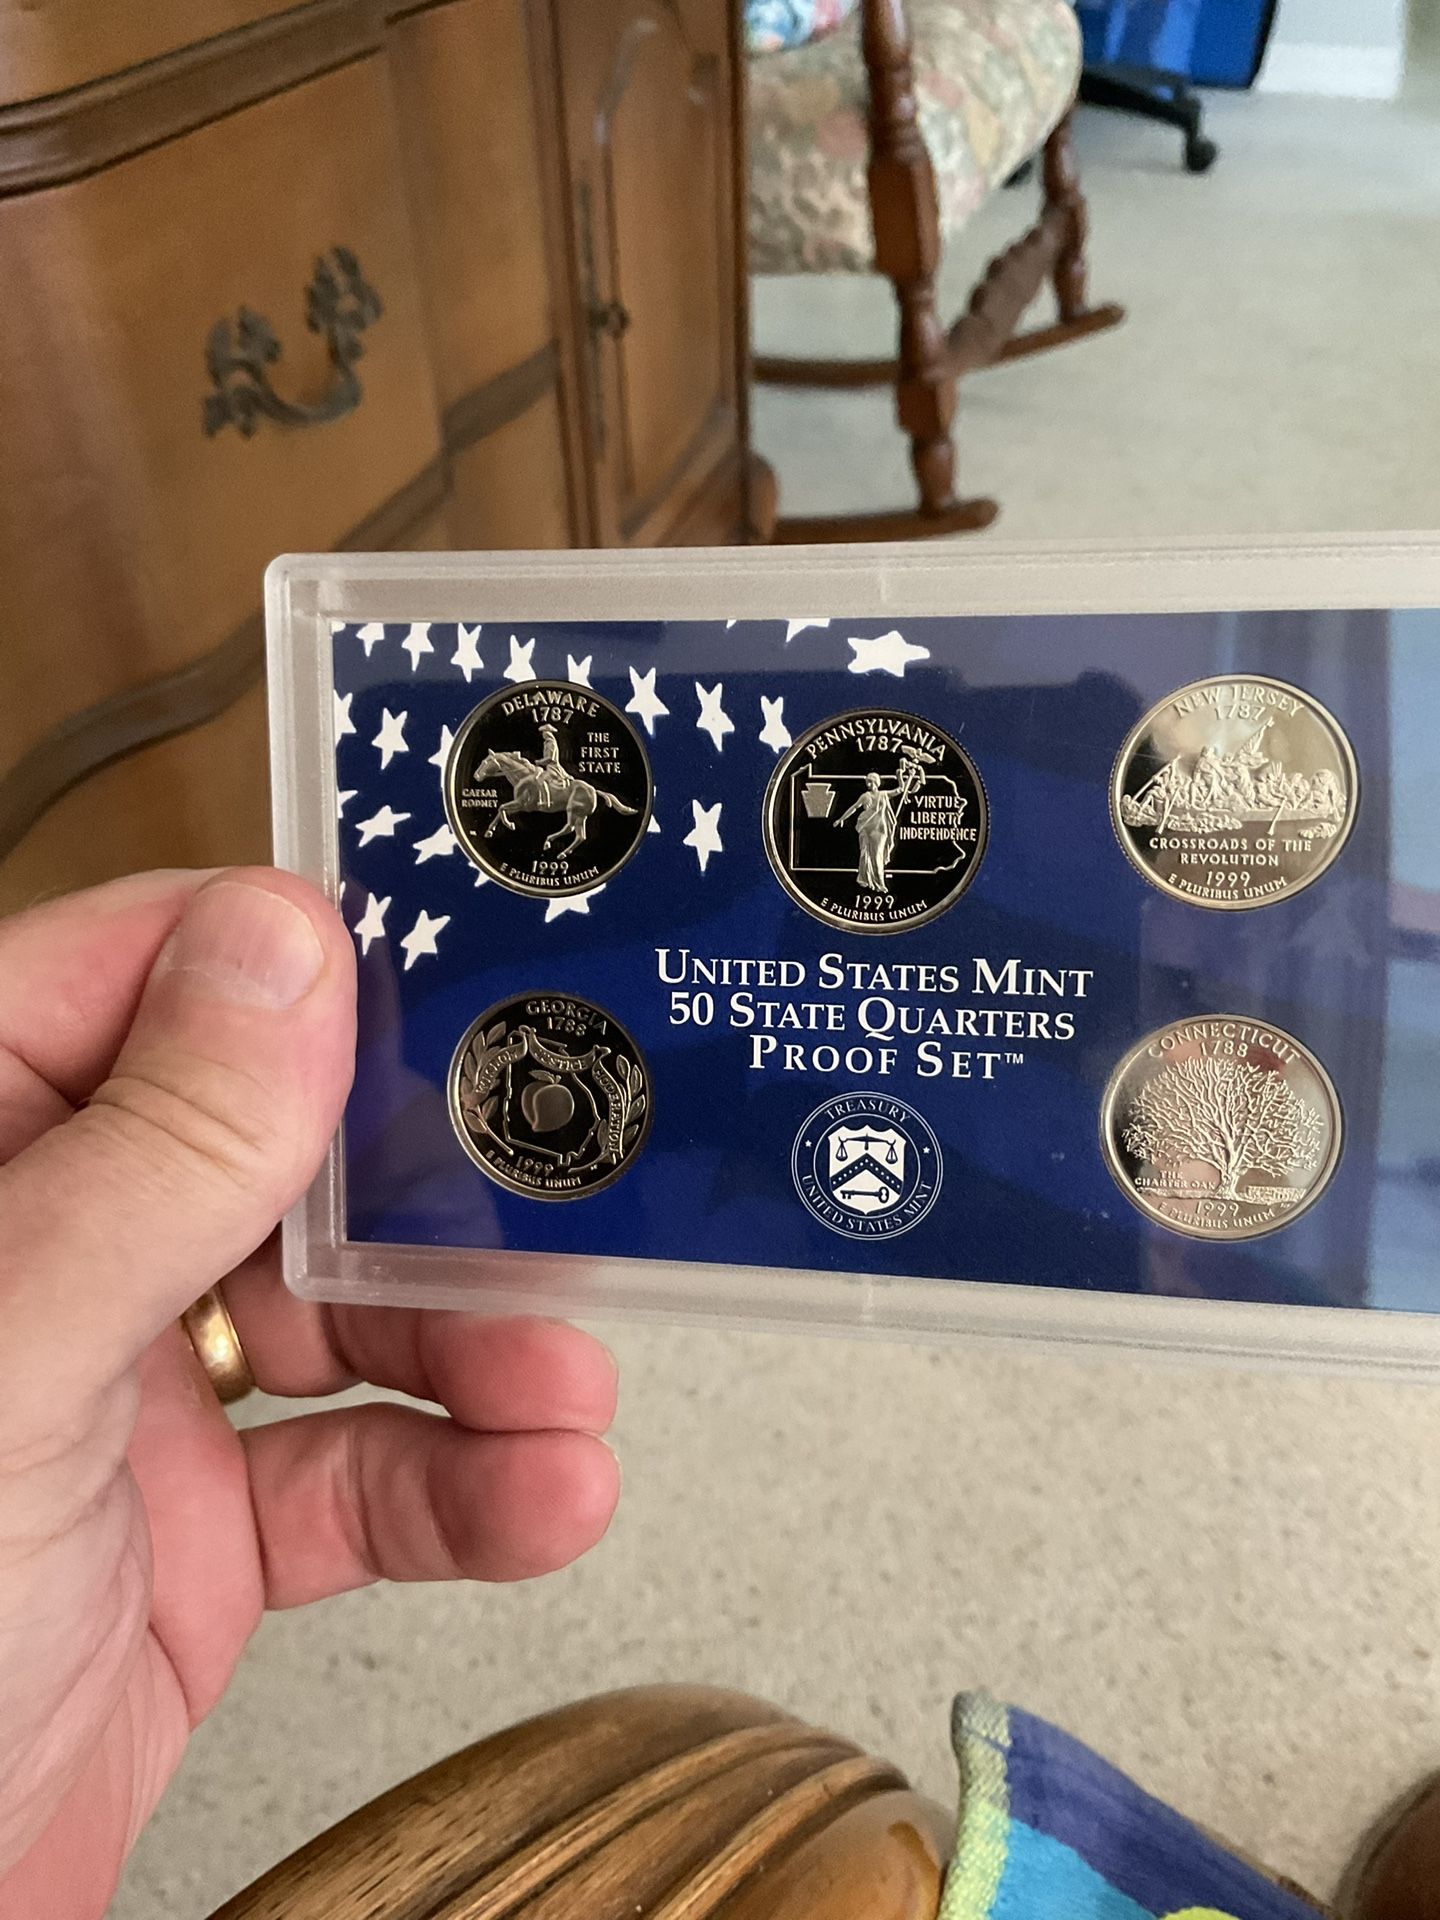 DELAWARE
1787
THE
FIRST
STATE
CAESAR
RODNEY
1999
E PLURIBUS UNUM
PENNSYLVANIA
1787
VIRTUE
LIBERTY
INDEPENDENCE
1999
E PLURIBUS UNUM
NEW JERSEY
1787
CROSSROADS OF THE
REVOLUTION
1999
E PLURIBUS UNUM
UNITED STATES MINT
50 STATE QUARTERS
PROOF SET™
GEORGIA
1788
WISDOM JUSTICE MODERATION
1999
E PLURIBUS UNUM
TREASURY
UNITED STATES MINT
CONNECTICUT
1788
THE
CHARTER OAK
1999
E PLURIBUS UNUM